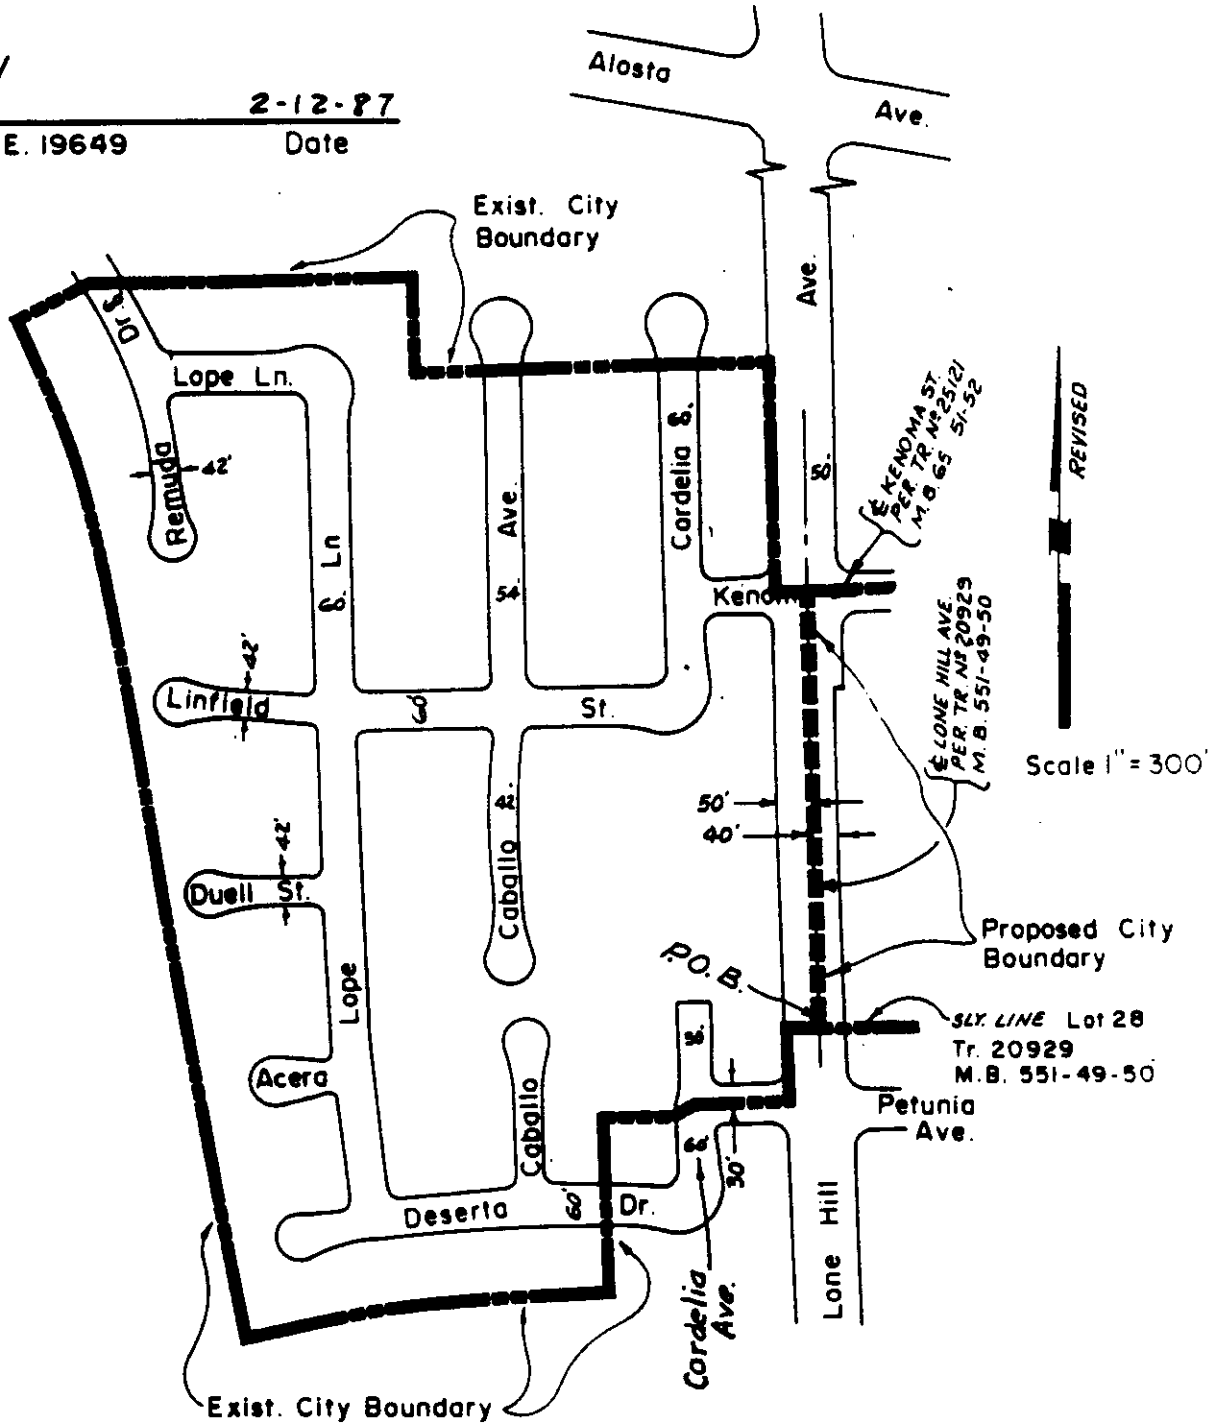 2-12-87
E. 19649
Date
Alosta
Ave.
Exist. City
Boundary
Ave.
Dr.
60'
Lope Ln.
Remuda
42'
Ln
60'
Ave.
54'
Cordelia
60'
50'
℄ KENOMA ST.
PER. TR. Nº 25121
M.B. 65 51-52
REVISED
Kenoma
Linfield
42'
60'
St.
℄ LONE HILL AVE.
PER. TR. Nº 20929
M.B. 551-49-50
Scale 1" = 300'
50'
40'
42'
Caballo
Duell St.
42'
Lope
P.O.B.
Proposed City
Boundary
SLY. LINE Lot 28
Tr. 20929
M.B. 551-49-50
Acera
Caballo
Petunia
Ave.
60'
30'
Deserta
60'
Dr.
Cordelia
Ave.
Lone Hill
Exist. City Boundary